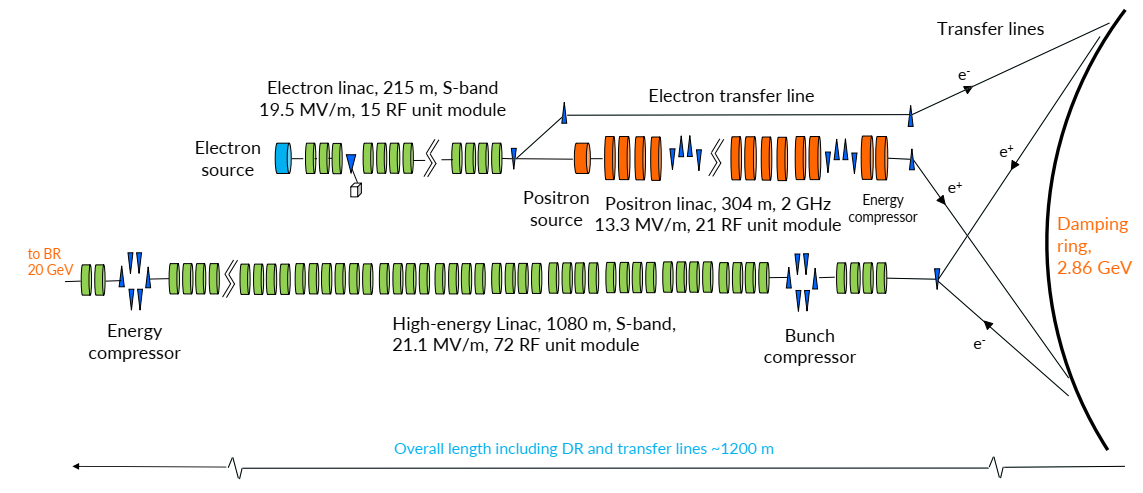 Transfer lines
e-
Electron linac, 215 m, S-band
19.5 MV/m, 15 RF unit module
Electron transfer line
Electron
source
e+
e+
Positron
source
Positron linac, 304 m, 2 GHz
13.3 MV/m, 21 RF unit module
Energy
compressor
Damping
ring,
2.86 GeV
to BR
20 GeV
Energy
compressor
High-energy Linac, 1080 m, S-band,
21.1 MV/m, 72 RF unit module
Bunch
compressor
e-
Overall length including DR and transfer lines ~1200 m